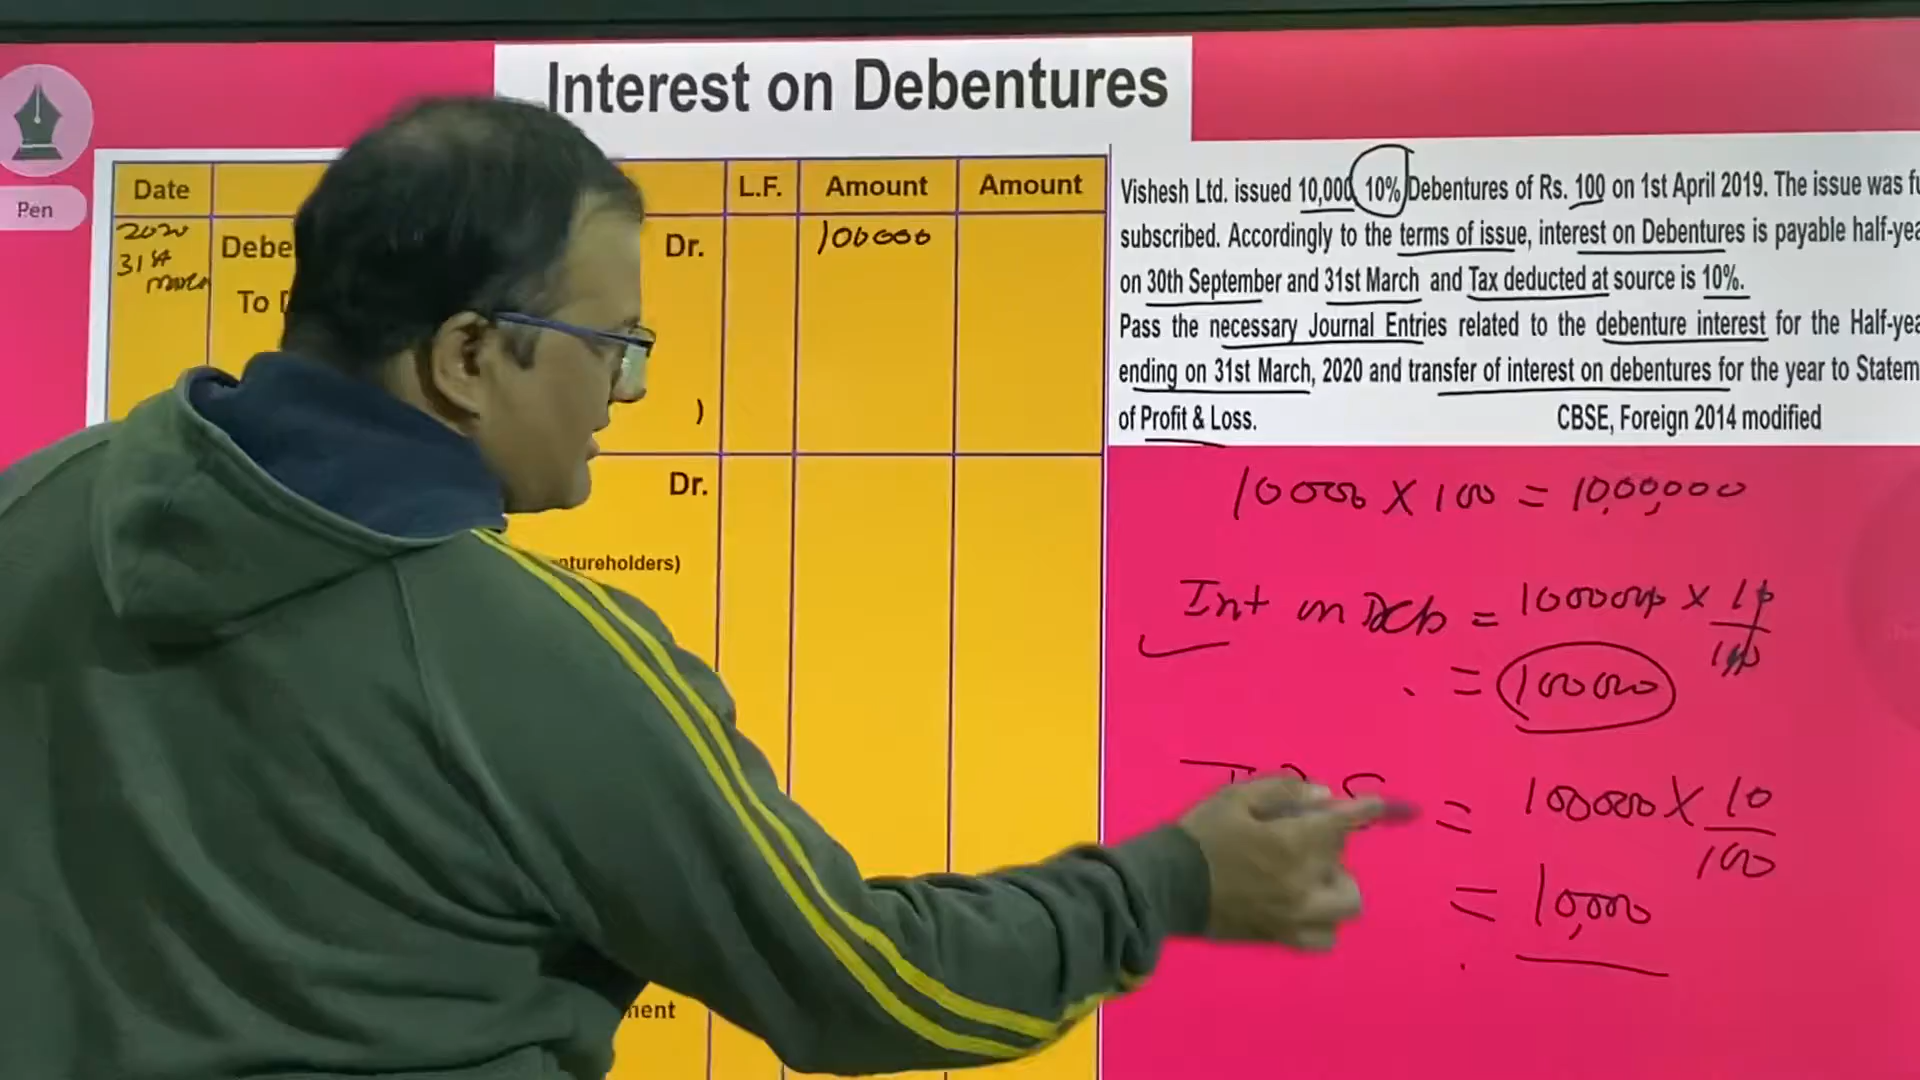 Interest on Debentures
Pen
Date L.F. Amount Amount
2020
31st
March
Debe Dr. 100000
To
)
Dr.
ntureholders)
ment
Vishesh Ltd. issued 10,000 10% Debentures of Rs. 100 on 1st April 2019. The issue was fu
subscribed. Accordingly to the terms of issue, interest on Debentures is payable half-yea
on 30th September and 31st March and Tax deducted at source is 10%.
Pass the necessary Journal Entries related to the debenture interest for the Half-yea
ending on 31st March, 2020 and transfer of interest on debentures for the year to Statem
of Profit & Loss. CBSE, Foreign 2014 modified
10000 X 100 = 10,00,000
Int on Deb = 1000000 x 10/100
= 100000
= 100000 X 10/100
= 10,000